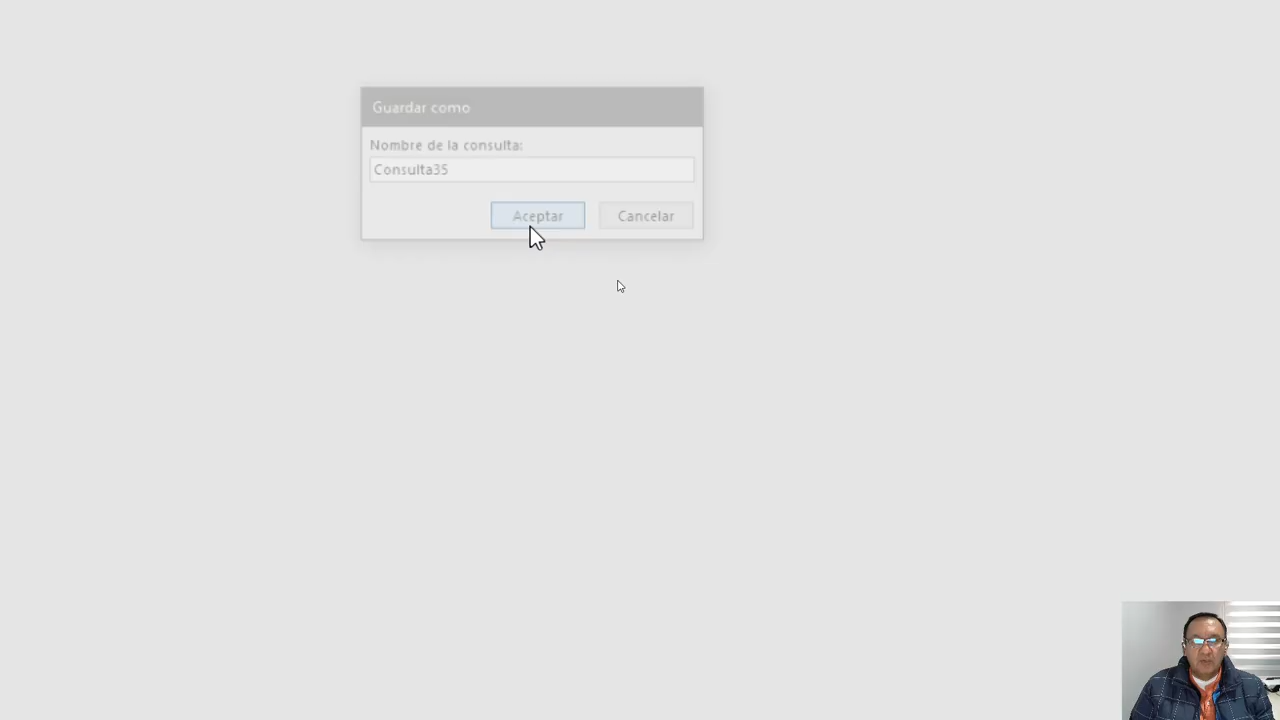 Guardar como
Nombre de la consulta:
Consulta35
Aceptar
Cancelar